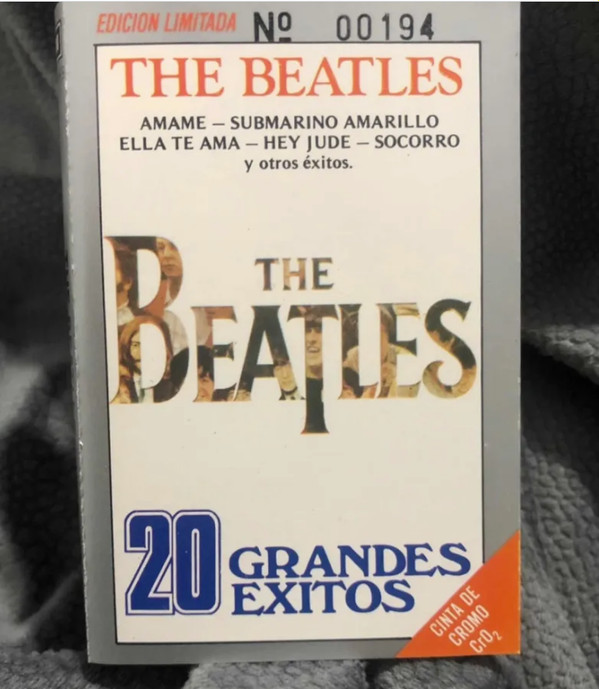 EDICION LIMITADA Nº 00194
THE BEATLES
AMAME — SUBMARINO AMARILLO
ELLA TE AMA — HEY JUDE — SOCORRO
y otros éxitos.
THE
BEATLES
20 GRANDES
EXITOS
CINTA DE
CROMO
CrO₂